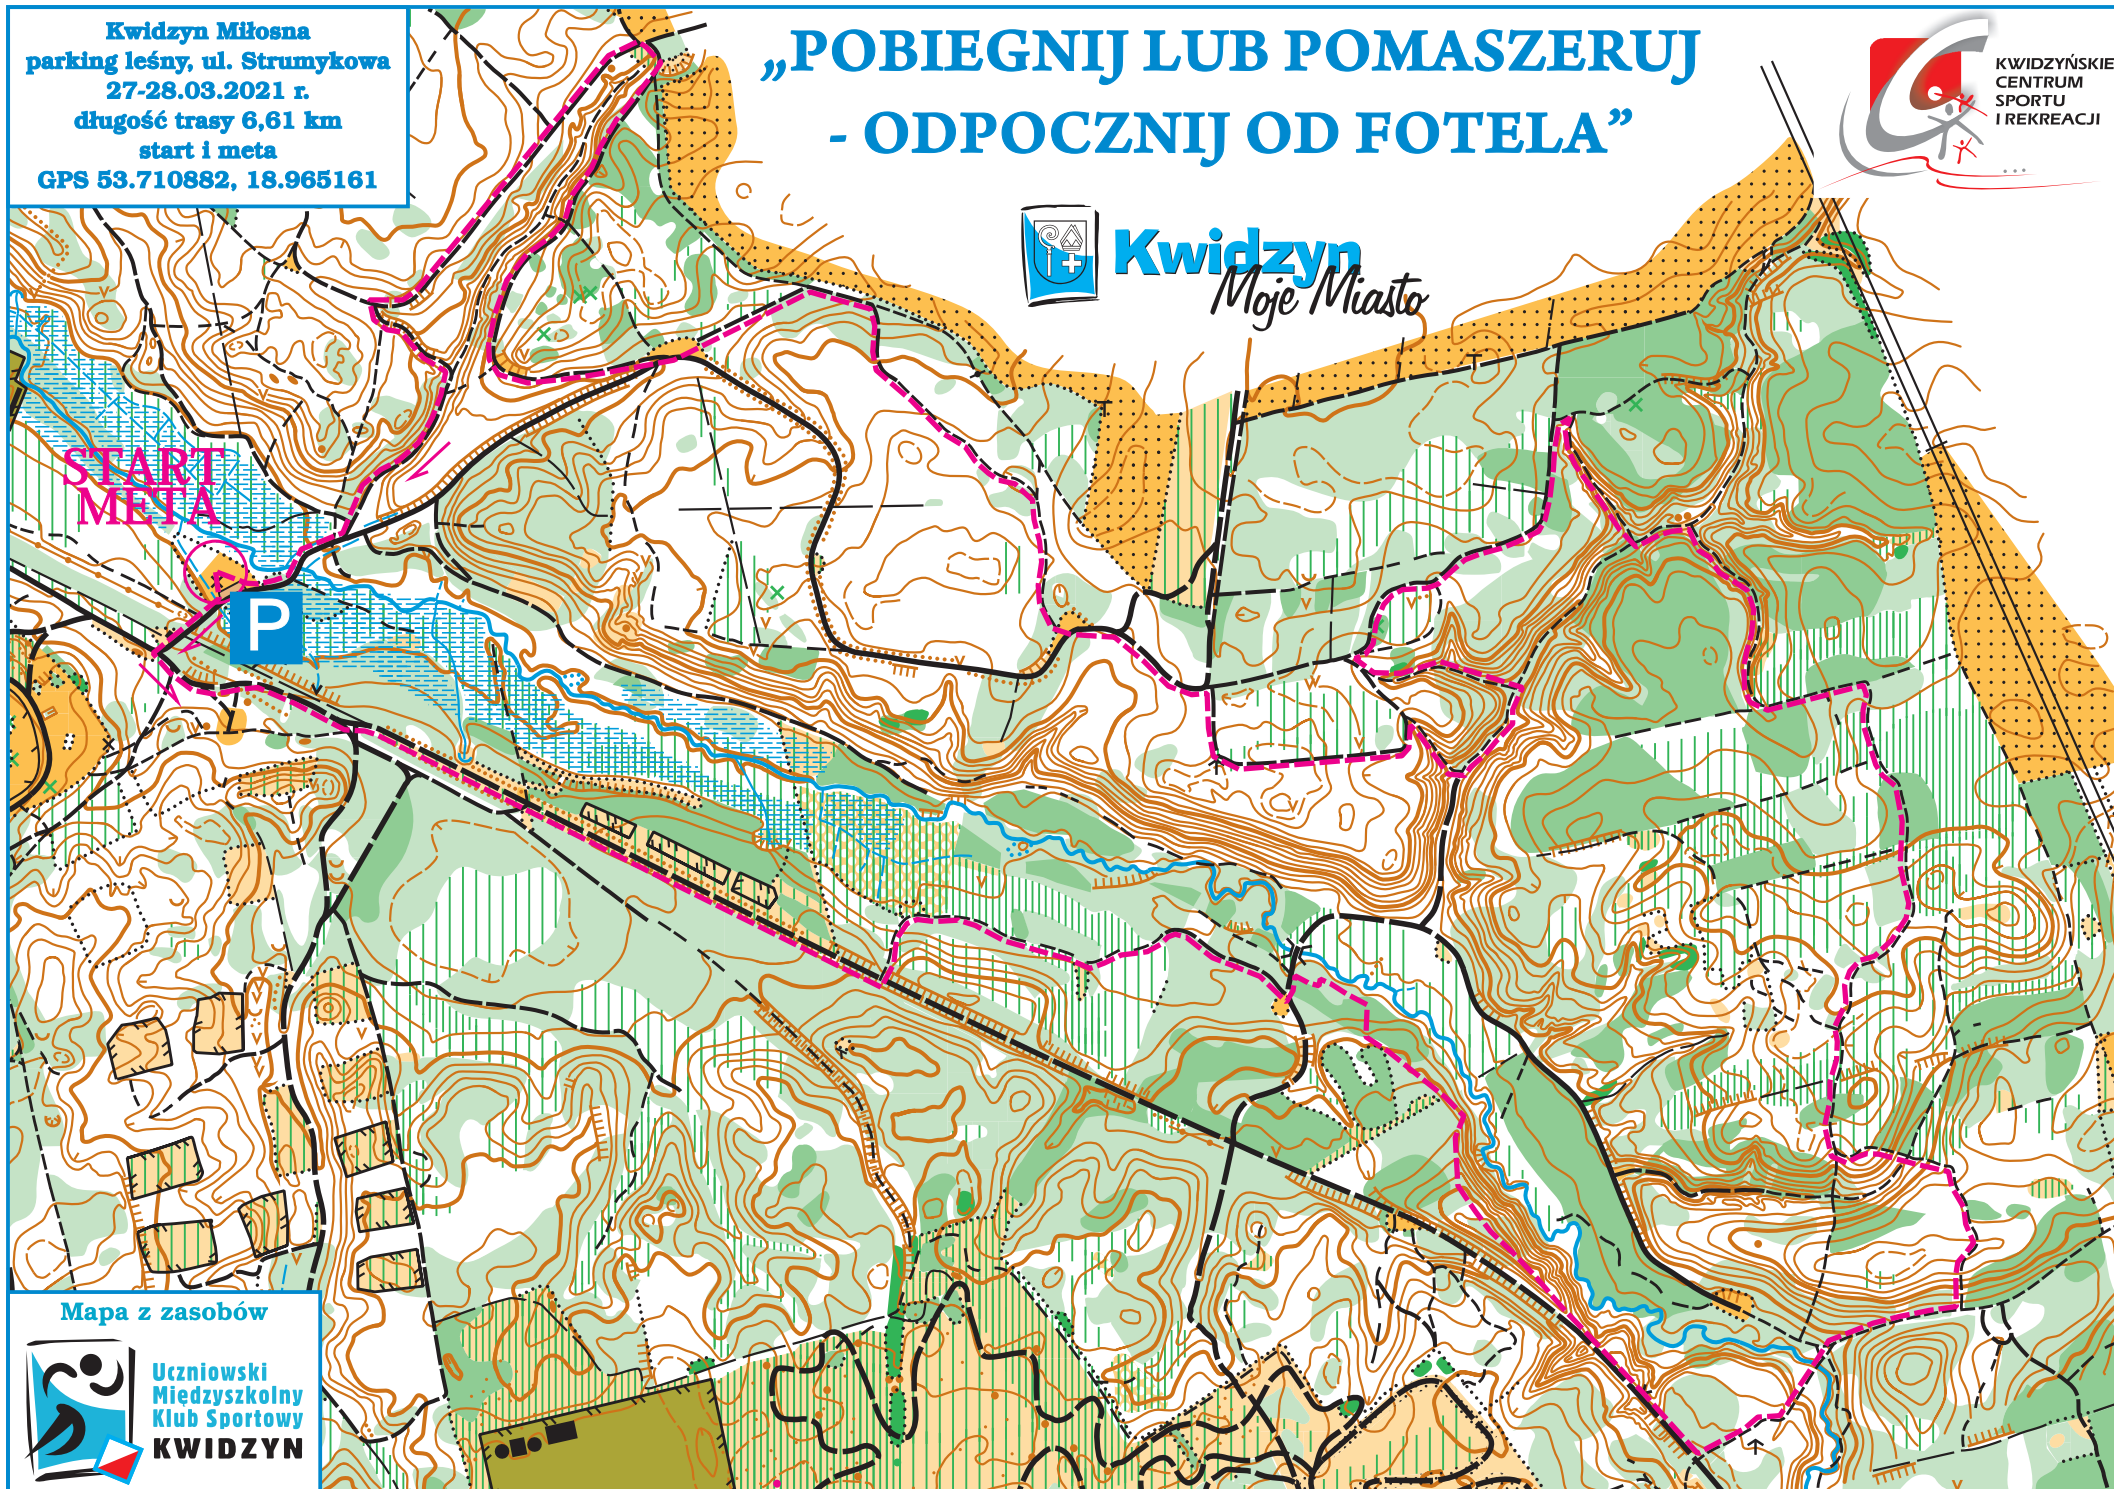 Kwidzyn Miłosna
parking leśny, ul. Strumykowa
27-28.03.2021 r.
długość trasy 6,61 km
start i meta
GPS 53.710882, 18.965161
„POBIEGNIJ LUB POMASZERUJ
- ODPOCZNIJ OD FOTELA”
KWIDZYŃSKIE
CENTRUM
SPORTU
I REKREACJI
Kwidzyn
Moje Miasto
START
META
P
Mapa z zasobów
Uczniowski
Międzyszkolny
Klub Sportowy
KWIDZYN